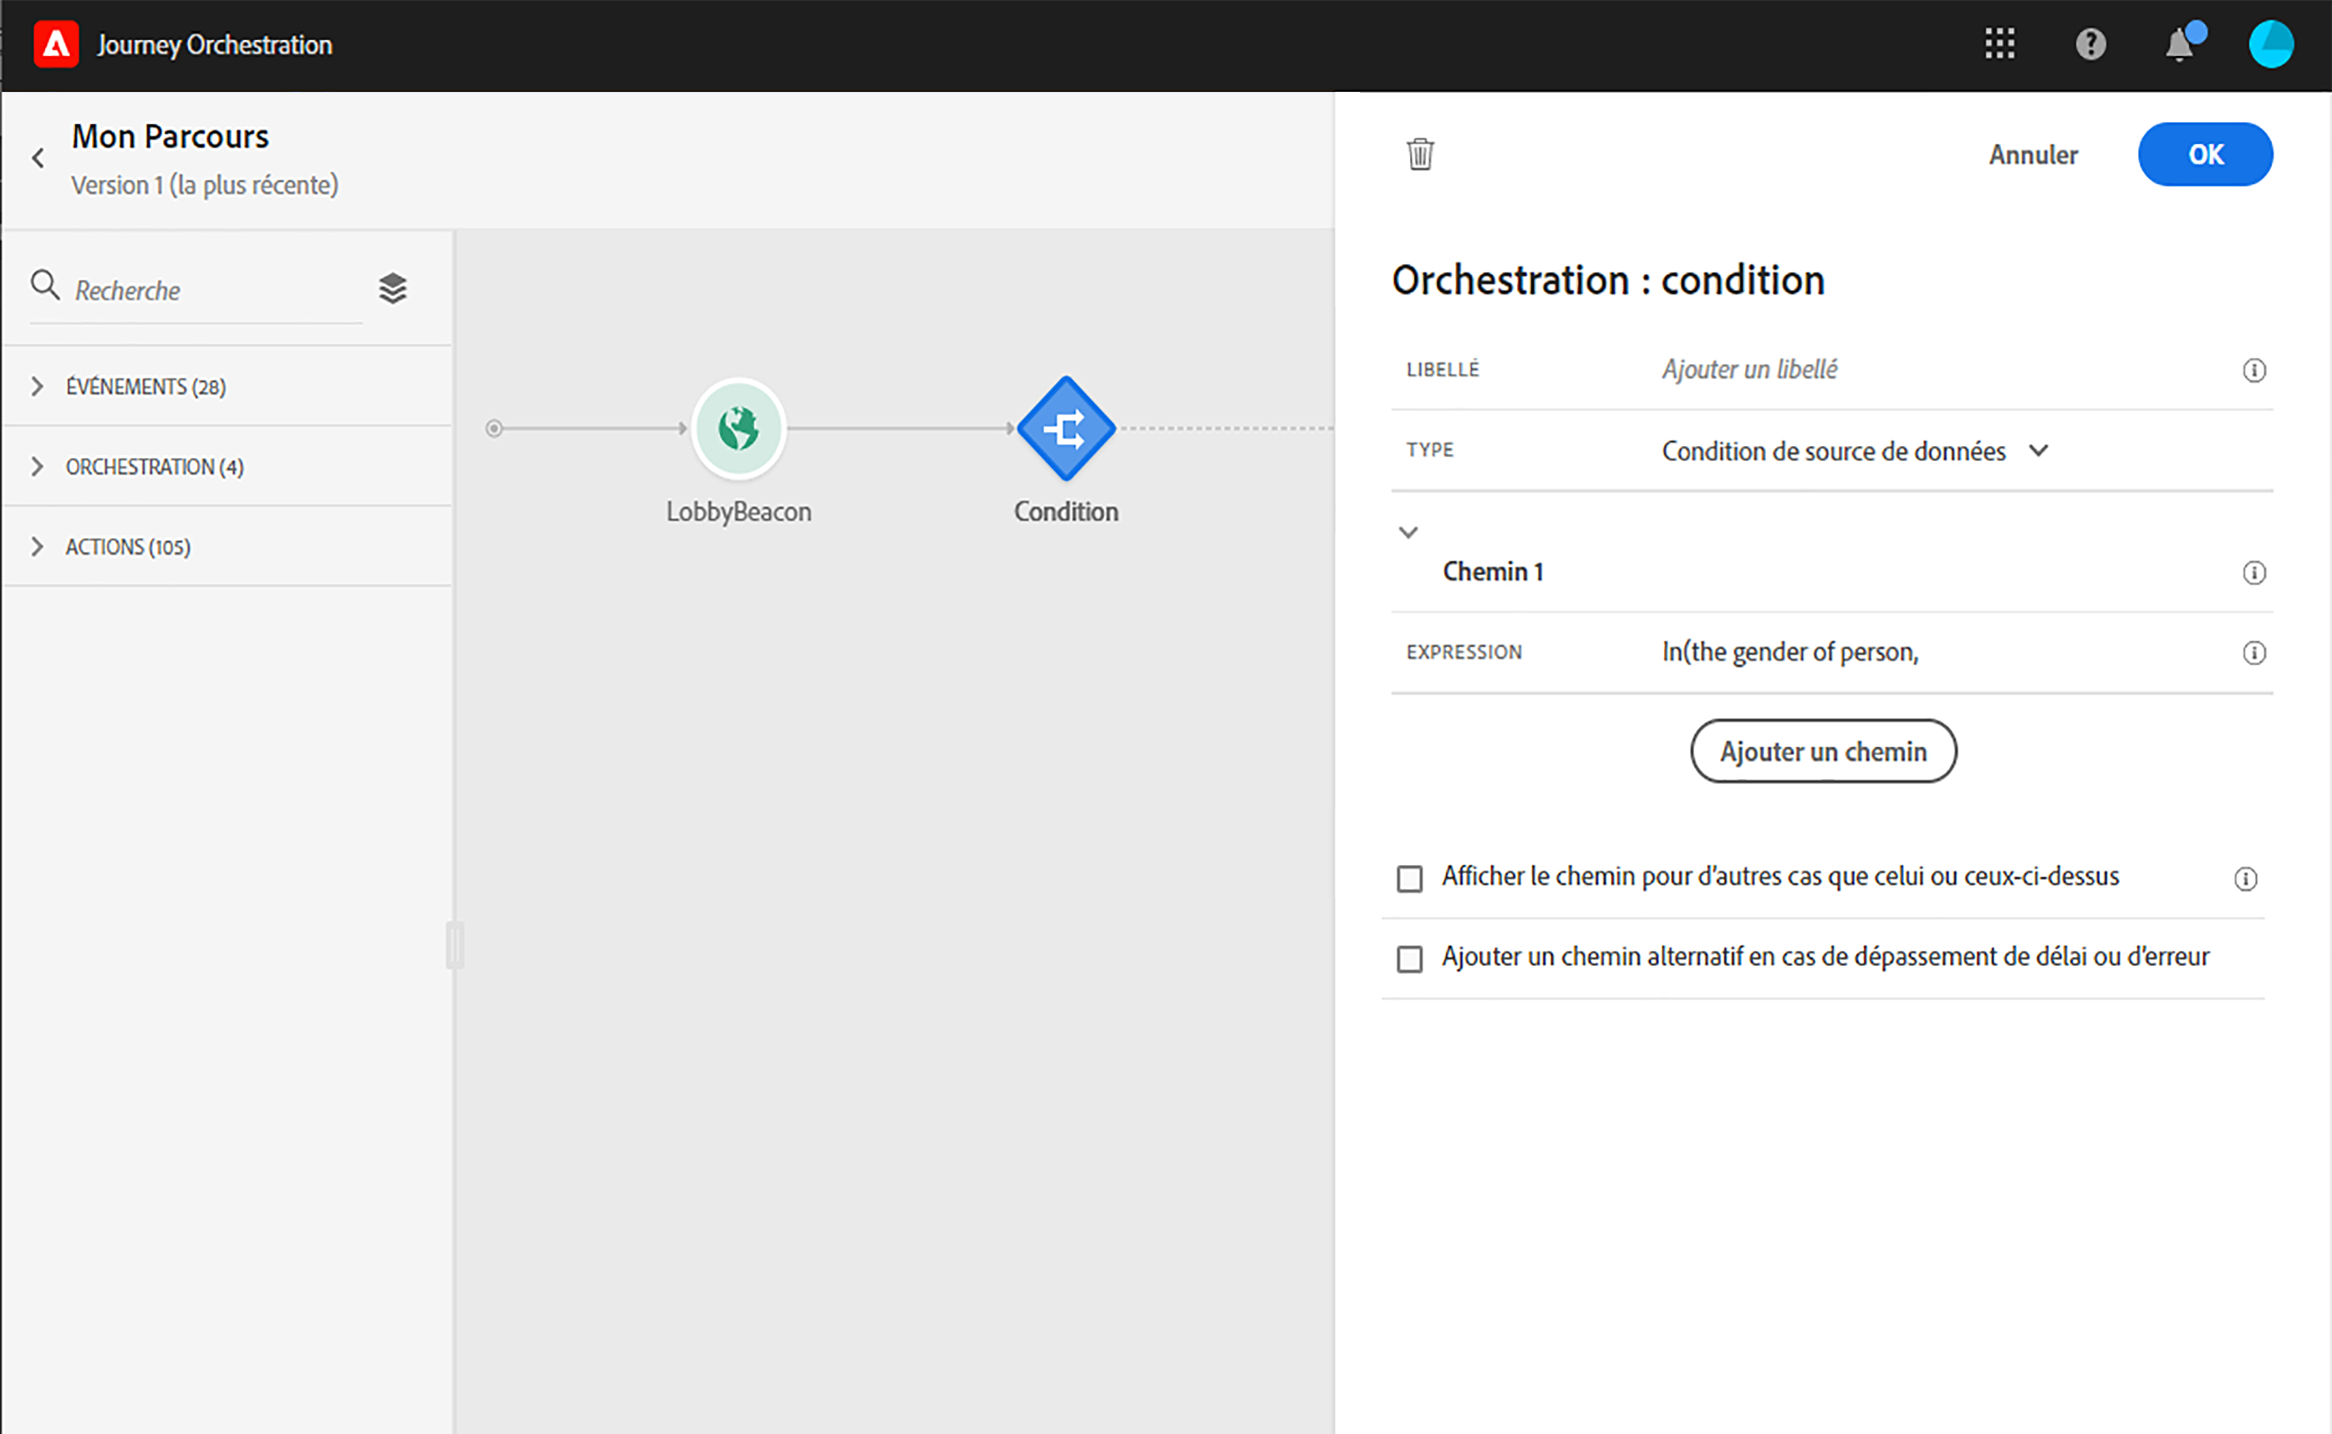 Journey Orchestration
Mon Parcours
Version 1 (la plus récente)
Annuler
OK
Recherche
ÉVÉNEMENTS (28)
ORCHESTRATION (4)
ACTIONS (105)
LobbyBeacon
Condition
Orchestration : condition
LIBELLÉ
Ajouter un libellé
TYPE
Condition de source de données
Chemin 1
EXPRESSION
In(the gender of person,
Ajouter un chemin
Afficher le chemin pour d'autres cas que celui ou ceux-ci-dessus
Ajouter un chemin alternatif en cas de dépassement de délai ou d'erreur